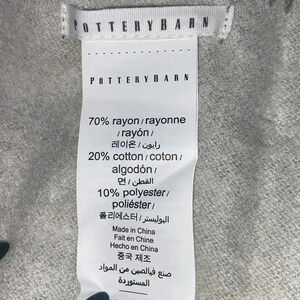 POTTERYBARN
POTTERYBARN
70% rayon / rayonne
/ rayón /
레이온 / رايون /
20% cotton / coton /
algodón /
면 / القطن /
10% polyester /
poliéster /
폴리에스터 / البوليستر /
Made in China
Fait en Chine
Hecho en China
중국 제조
صنع فيالصين من المواد
المستوردة